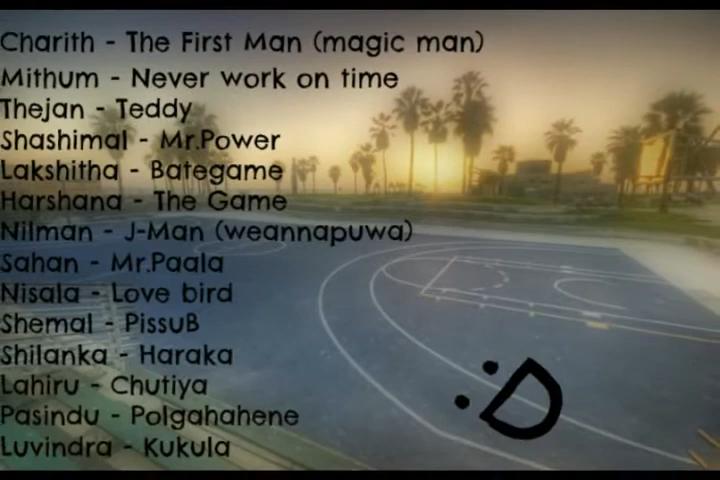 Charith - The First Man (magic man)
Mithum - Never work on time
Thejan - Teddy
Shashimal - Mr.Power
Lakshitha - Bategame
Harshana - The Game
Nilman - J-Man (weannapuwa)
Sahan - Mr.Paala
Nisala - Love bird
Shemal - PissuB
Shilanka - Haraka
Lahiru - Chutiya
Pasindu - Polgahahene
Luvindra - Kukula
:D